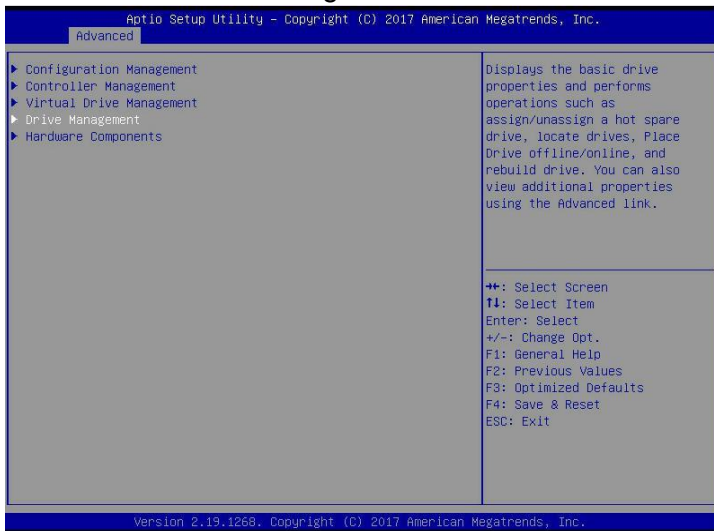 Aptio Setup Utility – Copyright (C) 2017 American Megatrends, Inc.
Advanced
▶ Configuration Management
▶ Controller Management
▶ Virtual Drive Management
▶ Drive Management
▶ Hardware Components
Displays the basic drive
properties and performs
operations such as
assign/unassign a hot spare
drive, locate drives, Place
Drive offline/online, and
rebuild drive. You can also
view additional properties
using the Advanced link.
→←: Select Screen
↑↓: Select Item
Enter: Select
+/-: Change Opt.
F1: General Help
F2: Previous Values
F3: Optimized Defaults
F4: Save & Reset
ESC: Exit
Version 2.19.1268. Copyright (C) 2017 American Megatrends, Inc.